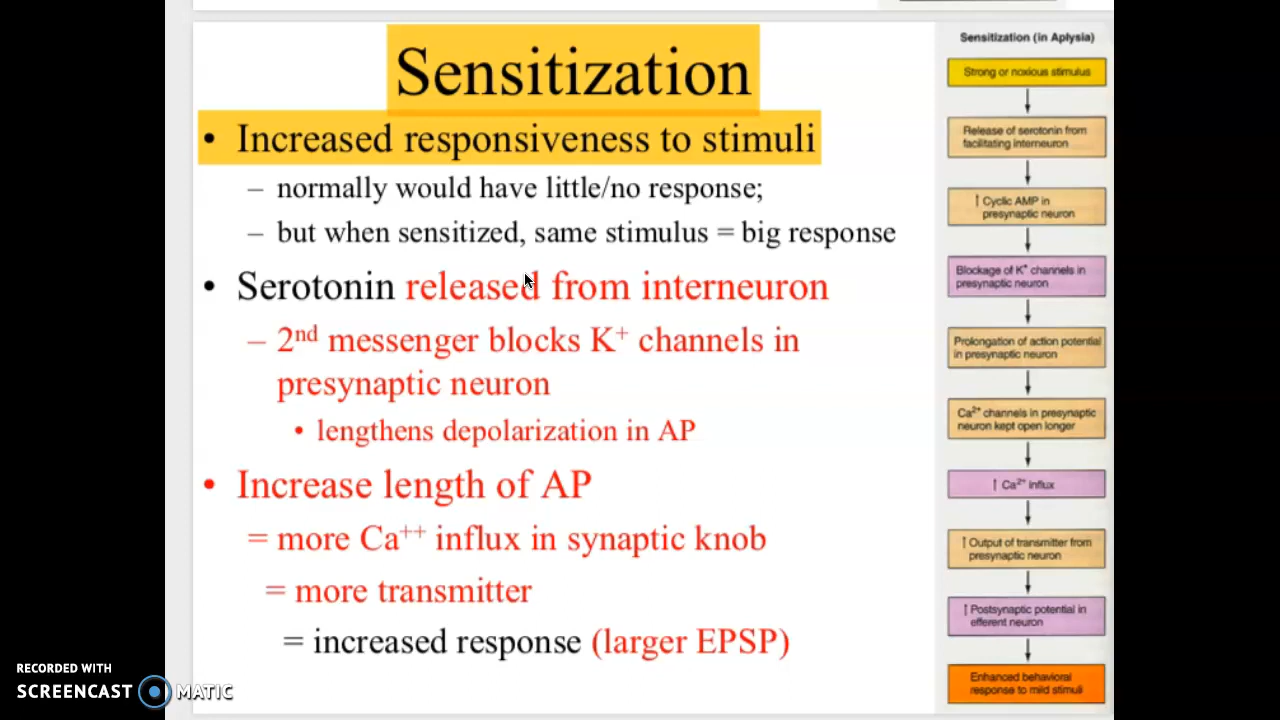 Sensitization
• Increased responsiveness to stimuli
– normally would have little/no response;
– but when sensitized, same stimulus = big response
• Serotonin released from interneuron
– 2nd messenger blocks K+ channels in
presynaptic neuron
• lengthens depolarization in AP
• Increase length of AP
= more Ca++ influx in synaptic knob
= more transmitter
= increased response (larger EPSP)
Sensitization (in Aplysia)
Strong or noxious stimulus
Release of serotonin from
facilitating interneuron
↑ Cyclic AMP in
presynaptic neuron
Blockage of K+ channels in
presynaptic neuron
Prolongation of action potential
in presynaptic neuron
Ca2+ channels in presynaptic
neuron kept open longer
↑ Ca2+ influx
↑ Output of transmitter from
presynaptic neuron
↑ Postsynaptic potential in
efferent neuron
Enhanced behavioral
response to mild stimuli
RECORDED WITH
SCREENCAST MATIC